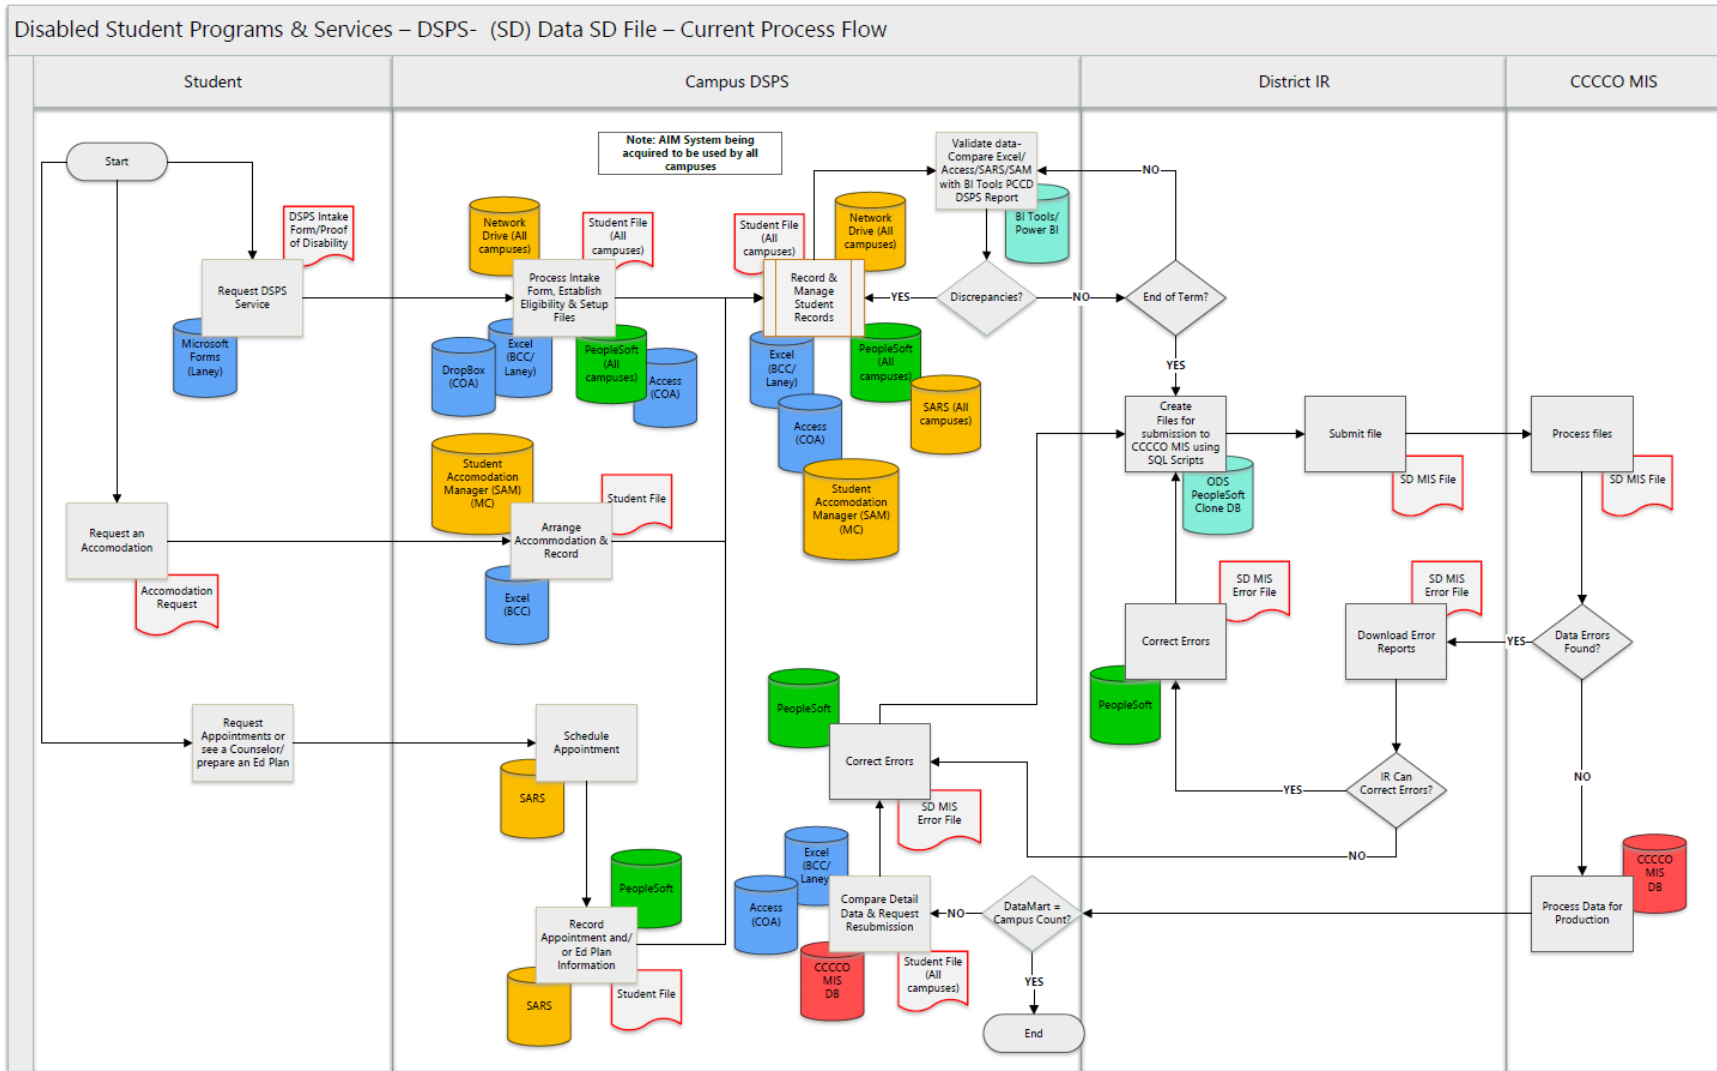 Disabled Student Programs & Services – DSPS-  (SD) Data SD File – Current Process Flow
Student
Campus DSPS
District IR
CCCCO MIS
Start
DSPS Intake
Form/Proof
of Disability
Request DSPS
Service
Microsoft
Forms
(Laney)
Request an
Accomodation
Accomodation
Request
Request
Appointments or
see a Counselor/
prepare an Ed Plan
Note: AIM System being
acquired to be used by all
campuses
Network
Drive (All
campuses)
Student File
(All
campuses)
Process Intake
Form, Establish
Eligibility & Setup
Files
DropBox
(COA)
Excel
(BCC/
Laney)
PeopleSoft
(All
campuses)
Access
(COA)
Student
Accomodation
Manager (SAM)
(MC)
Student File
Arrange
Accommodation &
Record
Excel
(BCC)
Schedule
Appointment
SARS
PeopleSoft
Record
Appointment and/
or Ed Plan
Information
SARS
Student File
Student File
(All
campuses)
Network
Drive (All
campuses)
Record &
Manage
Student
Records
Excel
(BCC/
Laney)
PeopleSoft
(All
campuses)
Access
(COA)
SARS (All
campuses)
Student
Accomodation
Manager (SAM)
(MC)
Validate data-
Compare Excel/
Access/SARS/SAM
with BI Tools PCCD
DSPS Report
BI Tools/
Power BI
Discrepancies?
YES
NO
End of Term?
NO
YES
Create
Files for
submission to
CCCCO MIS using
SQL Scripts
ODS
PeopleSoft
Clone DB
Submit file
SD MIS File
Process files
SD MIS File
Data Errors
Found?
YES
NO
SD MIS
Error File
Download Error
Reports
IR Can
Correct Errors?
YES
NO
SD MIS
Error File
Correct Errors
PeopleSoft
PeopleSoft
Correct Errors
SD MIS
Error File
CCCCO
MIS
DB
Process Data for
Production
DataMart =
Campus Count?
NO
YES
Excel
(BCC/
Laney)
Access
(COA)
Compare Detail
Data & Request
Resubmission
CCCCO
MIS
DB
Student File
(All
campuses)
End